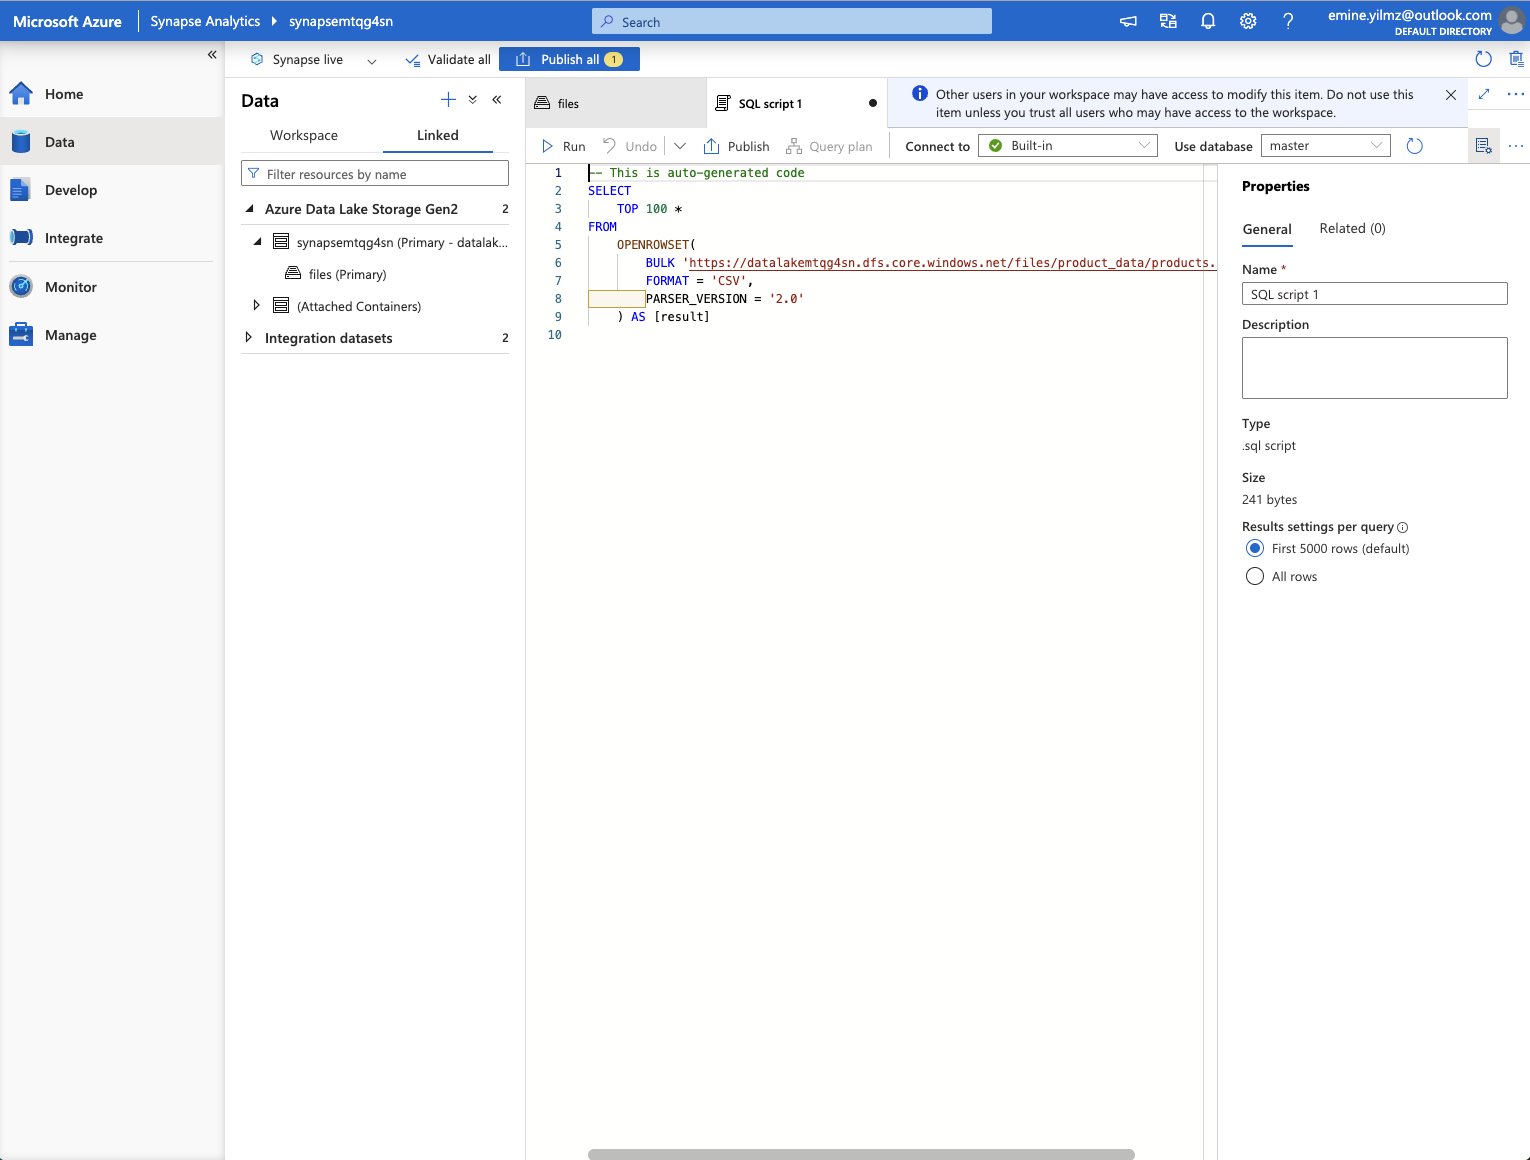 Microsoft Azure
Synapse Analytics
synapsemtqg4sn
Search
emine.yilmz@outlook.com
DEFAULT DIRECTORY
Home
Data
Develop
Integrate
Monitor
Manage
Synapse live
Validate all
Publish all 1
Data
Workspace
Linked
Filter resources by name
Azure Data Lake Storage Gen2 2
synapsemtqg4sn (Primary - datalak...
files (Primary)
(Attached Containers)
Integration datasets 2
files
SQL script 1
Other users in your workspace may have access to modify this item. Do not use this
item unless you trust all users who may have access to the workspace.
Run
Undo
Publish
Query plan
Connect to
Built-in
Use database
master
1 -- This is auto-generated code
2 SELECT
3 TOP 100 *
4 FROM
5 OPENROWSET(
6 BULK 'https://datalakemtqg4sn.dfs.core.windows.net/files/product_data/products.
7 FORMAT = 'CSV',
8 PARSER_VERSION = '2.0'
9 ) AS [result]
10
Properties
General
Related (0)
Name *
SQL script 1
Description
Type
.sql script
Size
241 bytes
Results settings per query
First 5000 rows (default)
All rows